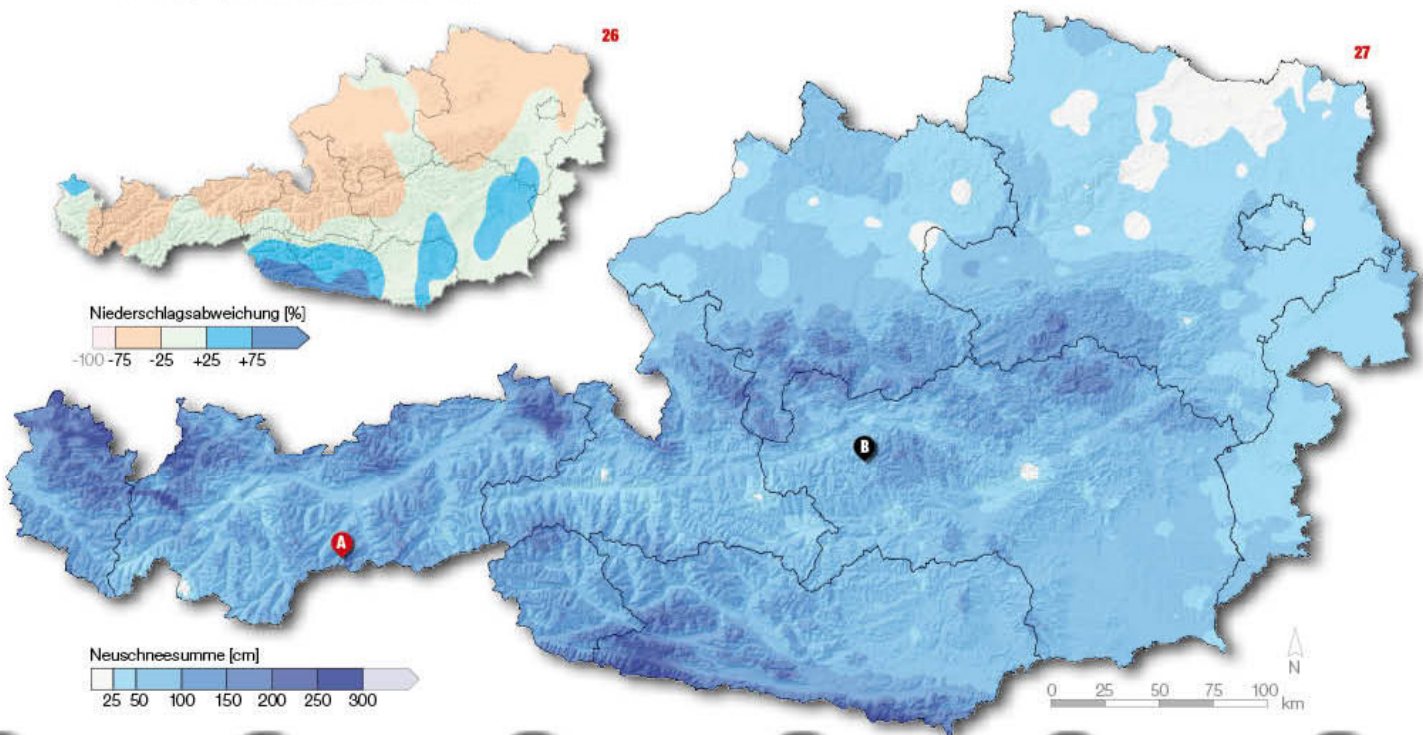 26
27
Niederschlagsabweichung [%]
-100 -75 -25 +25 +75
A
B
Neuschneesumme [cm]
25 50 100 150 200 250 300
N
0 25 50 75 100
km